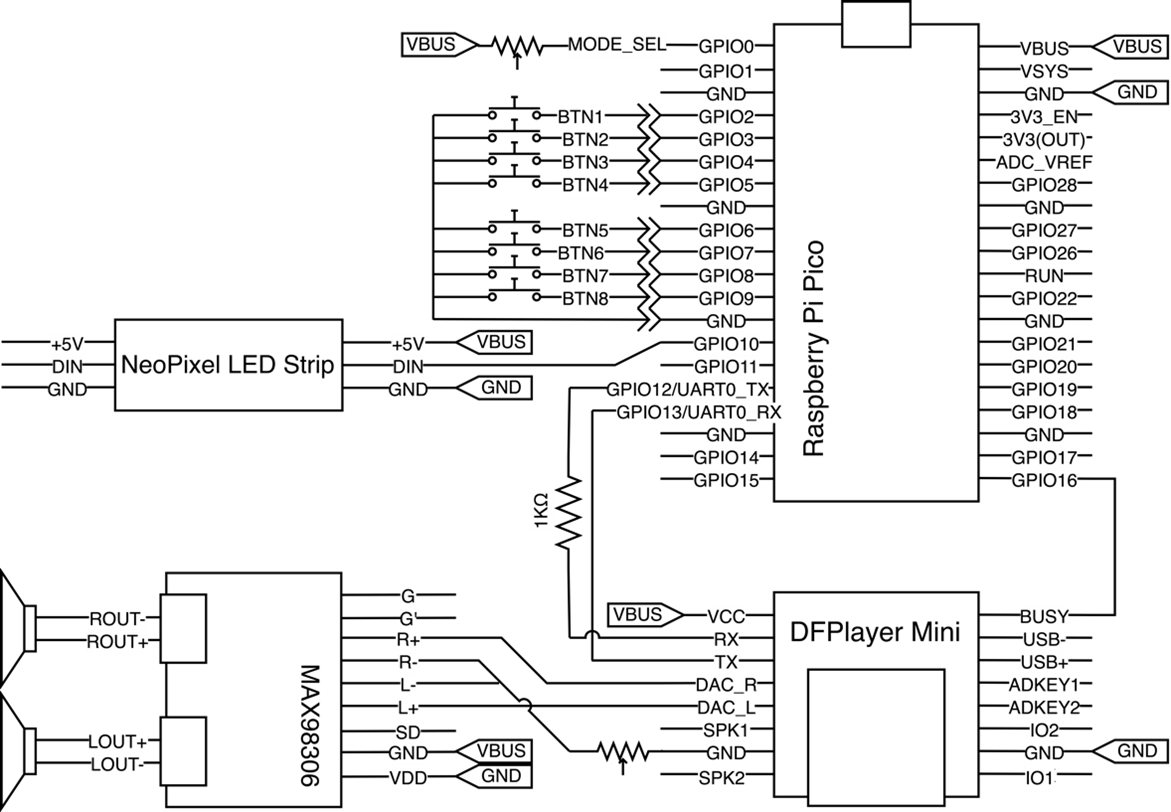 VBUS MODE_SEL GPIO0 VBUS VBUS
GPIO1 VSYS
GND GND GND
BTN1 GPIO2 3V3_EN
BTN2 GPIO3 3V3(OUT)
BTN3 GPIO4 ADC_VREF
BTN4 GPIO5 GPIO28
GND GND
BTN5 GPIO6 GPIO27
BTN6 GPIO7 GPIO26
BTN7 GPIO8 RUN
BTN8 GPIO9 GPIO22
GND GND
Raspberry Pi Pico
+5V +5V VBUS GPIO10 GPIO21
DIN NeoPixel LED Strip DIN GPIO11 GPIO20
GND GND GND GPIO12/UART0_TX GPIO19
GPIO13/UART0_RX GPIO18
GND GND
GPIO14 GPIO17
GPIO15 GPIO16
1KΩ
G
ROUT- G' VBUS VCC BUSY
ROUT+ R+ RX DFPlayer Mini USB-
R- TX USB+
MAX98306
L- DAC_R ADKEY1
L+ DAC_L ADKEY2
LOUT+ SD SPK1 IO2
LOUT- GND VBUS GND GND GND
VDD GND SPK2 IO1